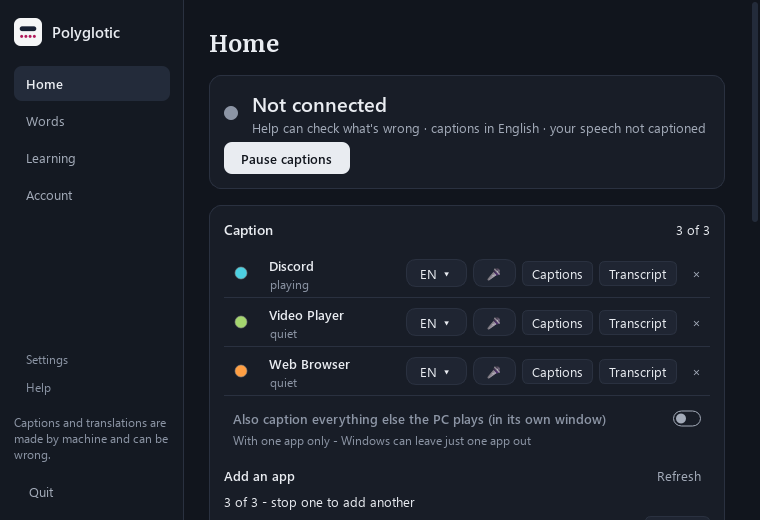 Polyglotic
Home
Words
Learning
Account
Settings
Help
Captions and translations are
made by machine and can be
wrong.
Quit
Home
Not connected
Help can check what's wrong · captions in English · your speech not captioned
Pause captions
Caption
3 of 3
Discord
playing
EN ▾
Captions
Transcript
×
Video Player
quiet
EN ▾
Captions
Transcript
×
Web Browser
quiet
EN ▾
Captions
Transcript
×
Also caption everything else the PC plays (in its own window)
With one app only - Windows can leave just one app out
Add an app
Refresh
3 of 3 - stop one to add another